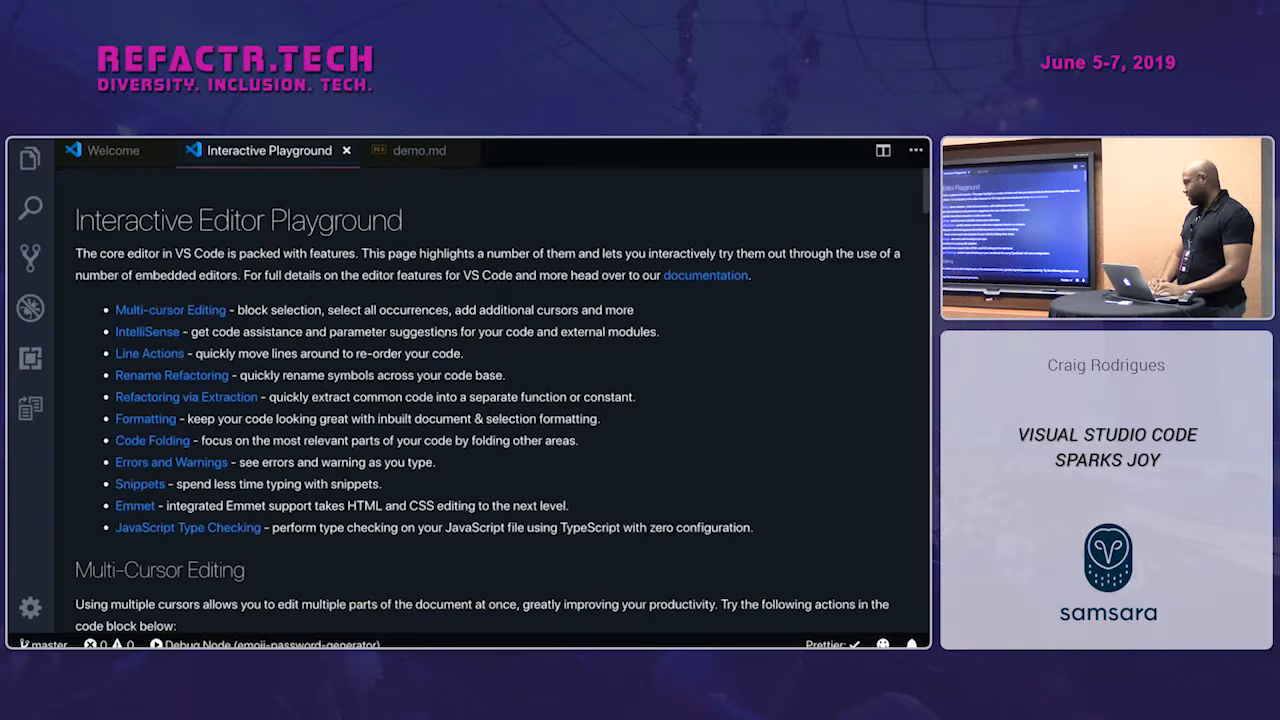 REFACTR.TECH
DIVERSITY. INCLUSION. TECH.
June 5-7, 2019
Welcome
Interactive Playground
demo.md
Interactive Editor Playground
The core editor in VS Code is packed with features. This page highlights a number of them and lets you interactively try them out through the use of a
number of embedded editors. For full details on the editor features for VS Code and more head over to our documentation.
• Multi-cursor Editing - block selection, select all occurrences, add additional cursors and more
• IntelliSense - get code assistance and parameter suggestions for your code and external modules.
• Line Actions - quickly move lines around to re-order your code.
• Rename Refactoring - quickly rename symbols across your code base.
• Refactoring via Extraction - quickly extract common code into a separate function or constant.
• Formatting - keep your code looking great with inbuilt document & selection formatting.
• Code Folding - focus on the most relevant parts of your code by folding other areas.
• Errors and Warnings - see errors and warning as you type.
• Snippets - spend less time typing with snippets.
• Emmet - integrated Emmet support takes HTML and CSS editing to the next level.
• JavaScript Type Checking - perform type checking on your JavaScript file using TypeScript with zero configuration.
Multi-Cursor Editing
Using multiple cursors allows you to edit multiple parts of the document at once, greatly improving your productivity. Try the following actions in the
code block below:
master 0 0 Debug Node (emoji-password-generator) Prettier: ✓
Craig Rodrigues
VISUAL STUDIO CODE
SPARKS JOY
samsara